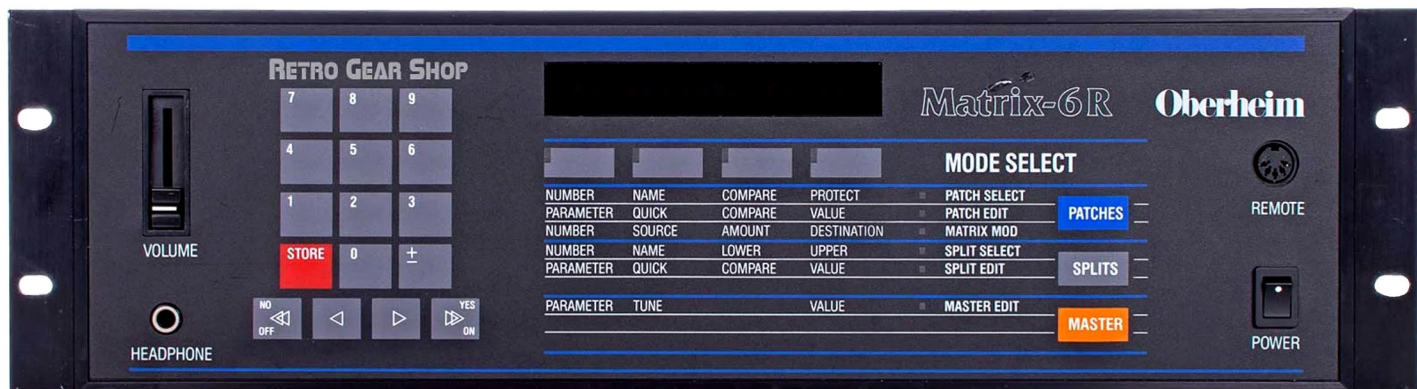 RETRO GEAR SHOP
Matrix-6R Oberheim
7 8 9
4 5 6
1 2 3
STORE 0 ±
NO YES
OFF ON
VOLUME
HEADPHONE
MODE SELECT
NUMBER NAME COMPARE PROTECT PATCH SELECT
PARAMETER QUICK COMPARE VALUE PATCH EDIT
NUMBER SOURCE AMOUNT DESTINATION MATRIX MOD
PATCHES
NUMBER NAME LOWER UPPER SPLIT SELECT
PARAMETER QUICK COMPARE VALUE SPLIT EDIT
SPLITS
PARAMETER TUNE VALUE MASTER EDIT
MASTER
REMOTE
POWER